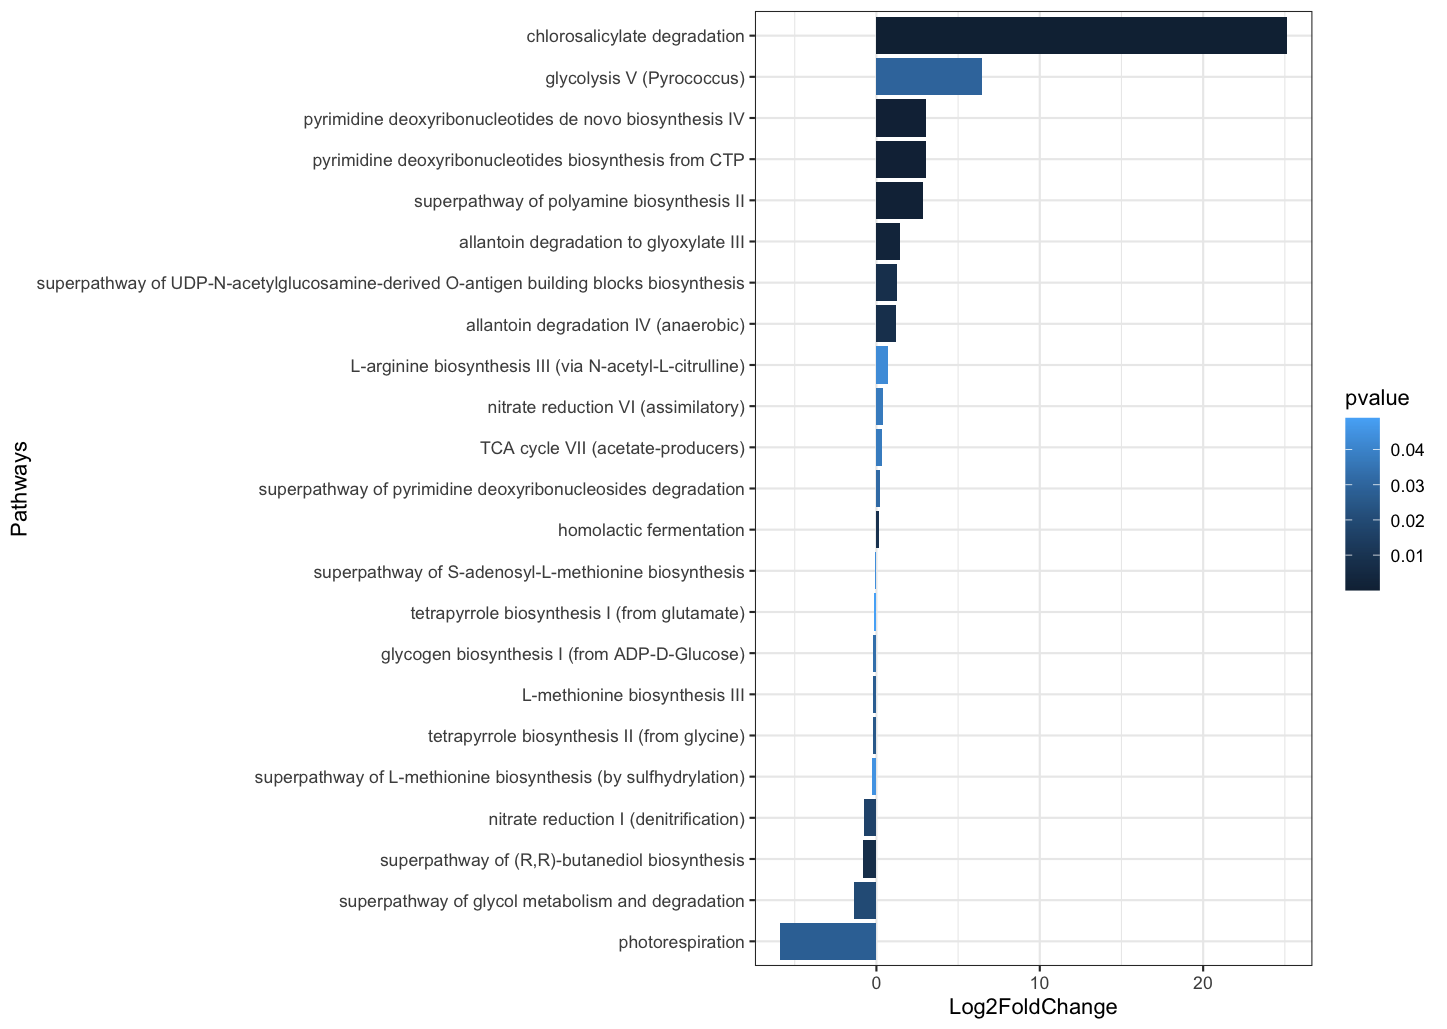 chlorosalicylate degradation
glycolysis V (Pyrococcus)
pyrimidine deoxyribonucleotides de novo biosynthesis IV
pyrimidine deoxyribonucleotides biosynthesis from CTP
superpathway of polyamine biosynthesis II
allantoin degradation to glyoxylate III
superpathway of UDP-N-acetylglucosamine-derived O-antigen building blocks biosynthesis
allantoin degradation IV (anaerobic)
L-arginine biosynthesis III (via N-acetyl-L-citrulline)
nitrate reduction VI (assimilatory)
TCA cycle VII (acetate-producers)
superpathway of pyrimidine deoxyribonucleosides degradation
homolactic fermentation
superpathway of S-adenosyl-L-methionine biosynthesis
tetrapyrrole biosynthesis I (from glutamate)
glycogen biosynthesis I (from ADP-D-Glucose)
L-methionine biosynthesis III
tetrapyrrole biosynthesis II (from glycine)
superpathway of L-methionine biosynthesis (by sulfhydrylation)
nitrate reduction I (denitrification)
superpathway of (R,R)-butanediol biosynthesis
superpathway of glycol metabolism and degradation
photorespiration
Pathways
0 10 20
Log2FoldChange
pvalue
0.04
0.03
0.02
0.01